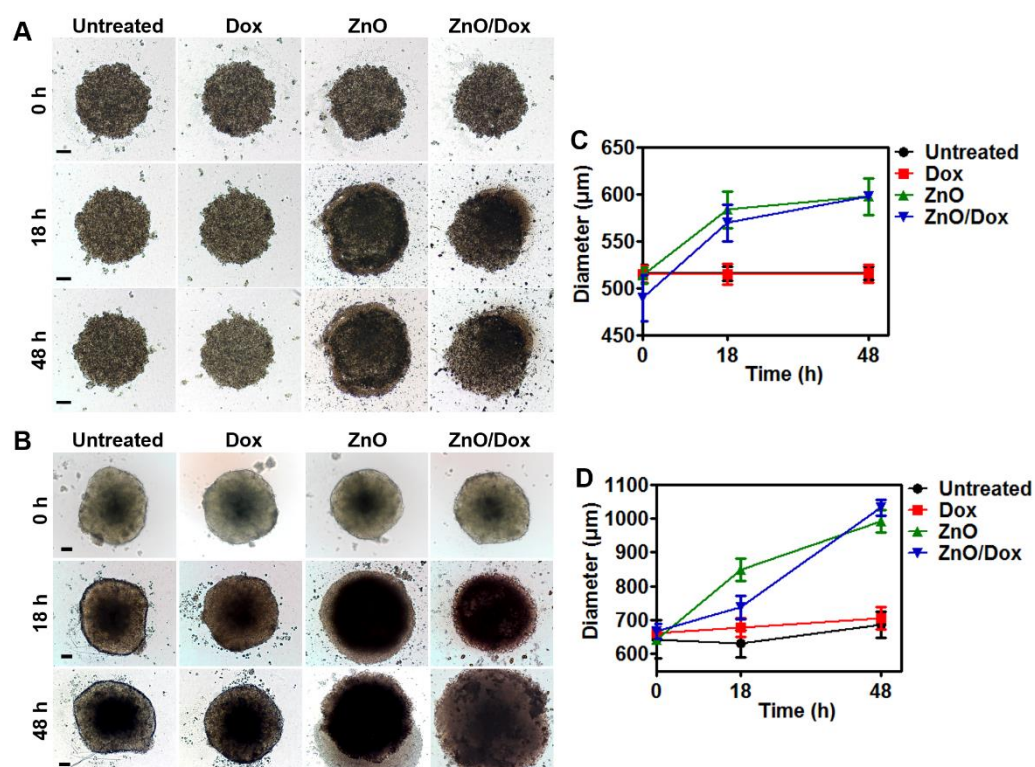 A
Untreated Dox ZnO ZnO/Dox
0 h
18 h
48 h
B
Untreated Dox ZnO ZnO/Dox
0 h
18 h
48 h
C
650
600
550
500
450
Diameter (µm)
0 18 48
Time (h)
Untreated
Dox
ZnO
ZnO/Dox
D
1100
1000
900
800
700
600
Diameter (µm)
0 18 48
Time (h)
Untreated
Dox
ZnO
ZnO/Dox